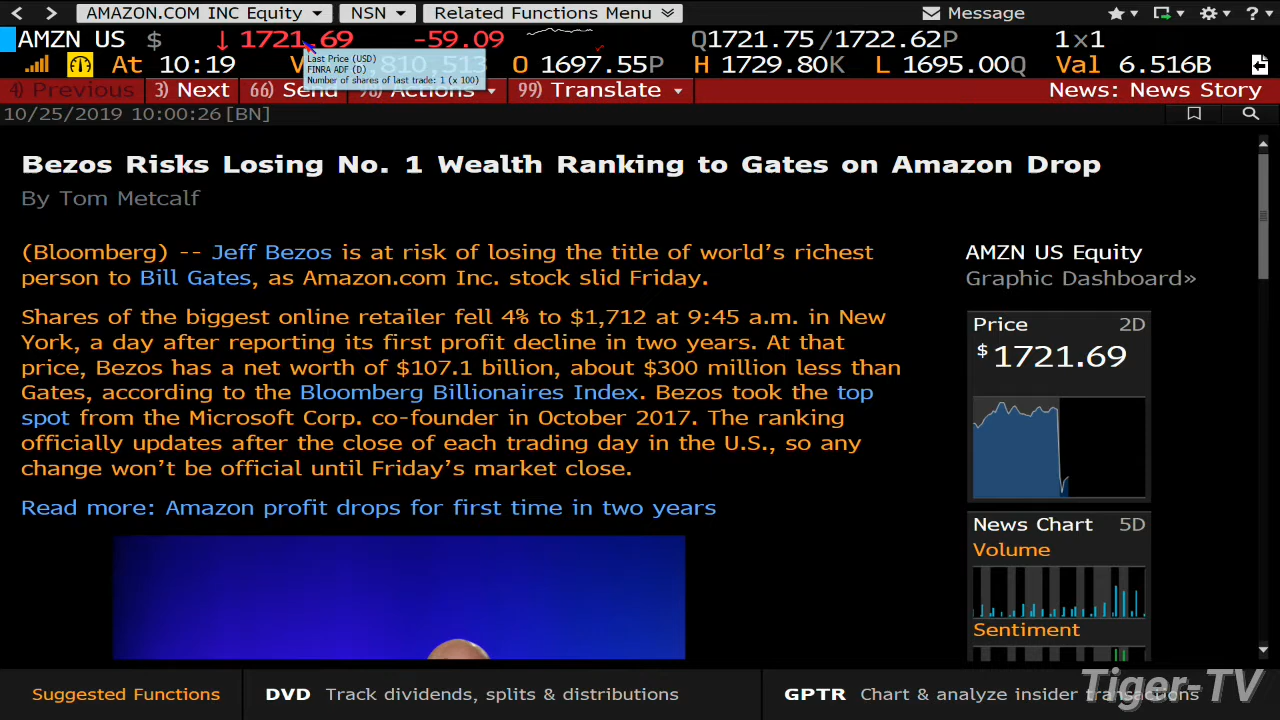 AMAZON.COM INC Equity NSN Related Functions Menu Message
AMZN US $ ↓ 1721.69 -59.09 Q1721.75/1722.62P 1x1
Last Price (USD)
FINRA ADF (D)
Number of shares of last trade: 1 (x 100)
At 10:19 O 1697.55P H 1729.80K L 1695.00Q Val 6.516B
4) Previous 3) Next 66) Send Actions 99) Translate News: News Story
10/25/2019 10:00:26 [BN]
Bezos Risks Losing No. 1 Wealth Ranking to Gates on Amazon Drop
By Tom Metcalf
(Bloomberg) -- Jeff Bezos is at risk of losing the title of world's richest
person to Bill Gates, as Amazon.com Inc. stock slid Friday.
Shares of the biggest online retailer fell 4% to $1,712 at 9:45 a.m. in New
York, a day after reporting its first profit decline in two years. At that
price, Bezos has a net worth of $107.1 billion, about $300 million less than
Gates, according to the Bloomberg Billionaires Index. Bezos took the top
spot from the Microsoft Corp. co-founder in October 2017. The ranking
officially updates after the close of each trading day in the U.S., so any
change won't be official until Friday's market close.
Read more: Amazon profit drops for first time in two years
AMZN US Equity
Graphic Dashboard»
Price 2D
$1721.69
News Chart 5D
Volume
Sentiment
Suggested Functions DVD Track dividends, splits & distributions GPTR Chart & analyze insider transactions
Tiger-TV